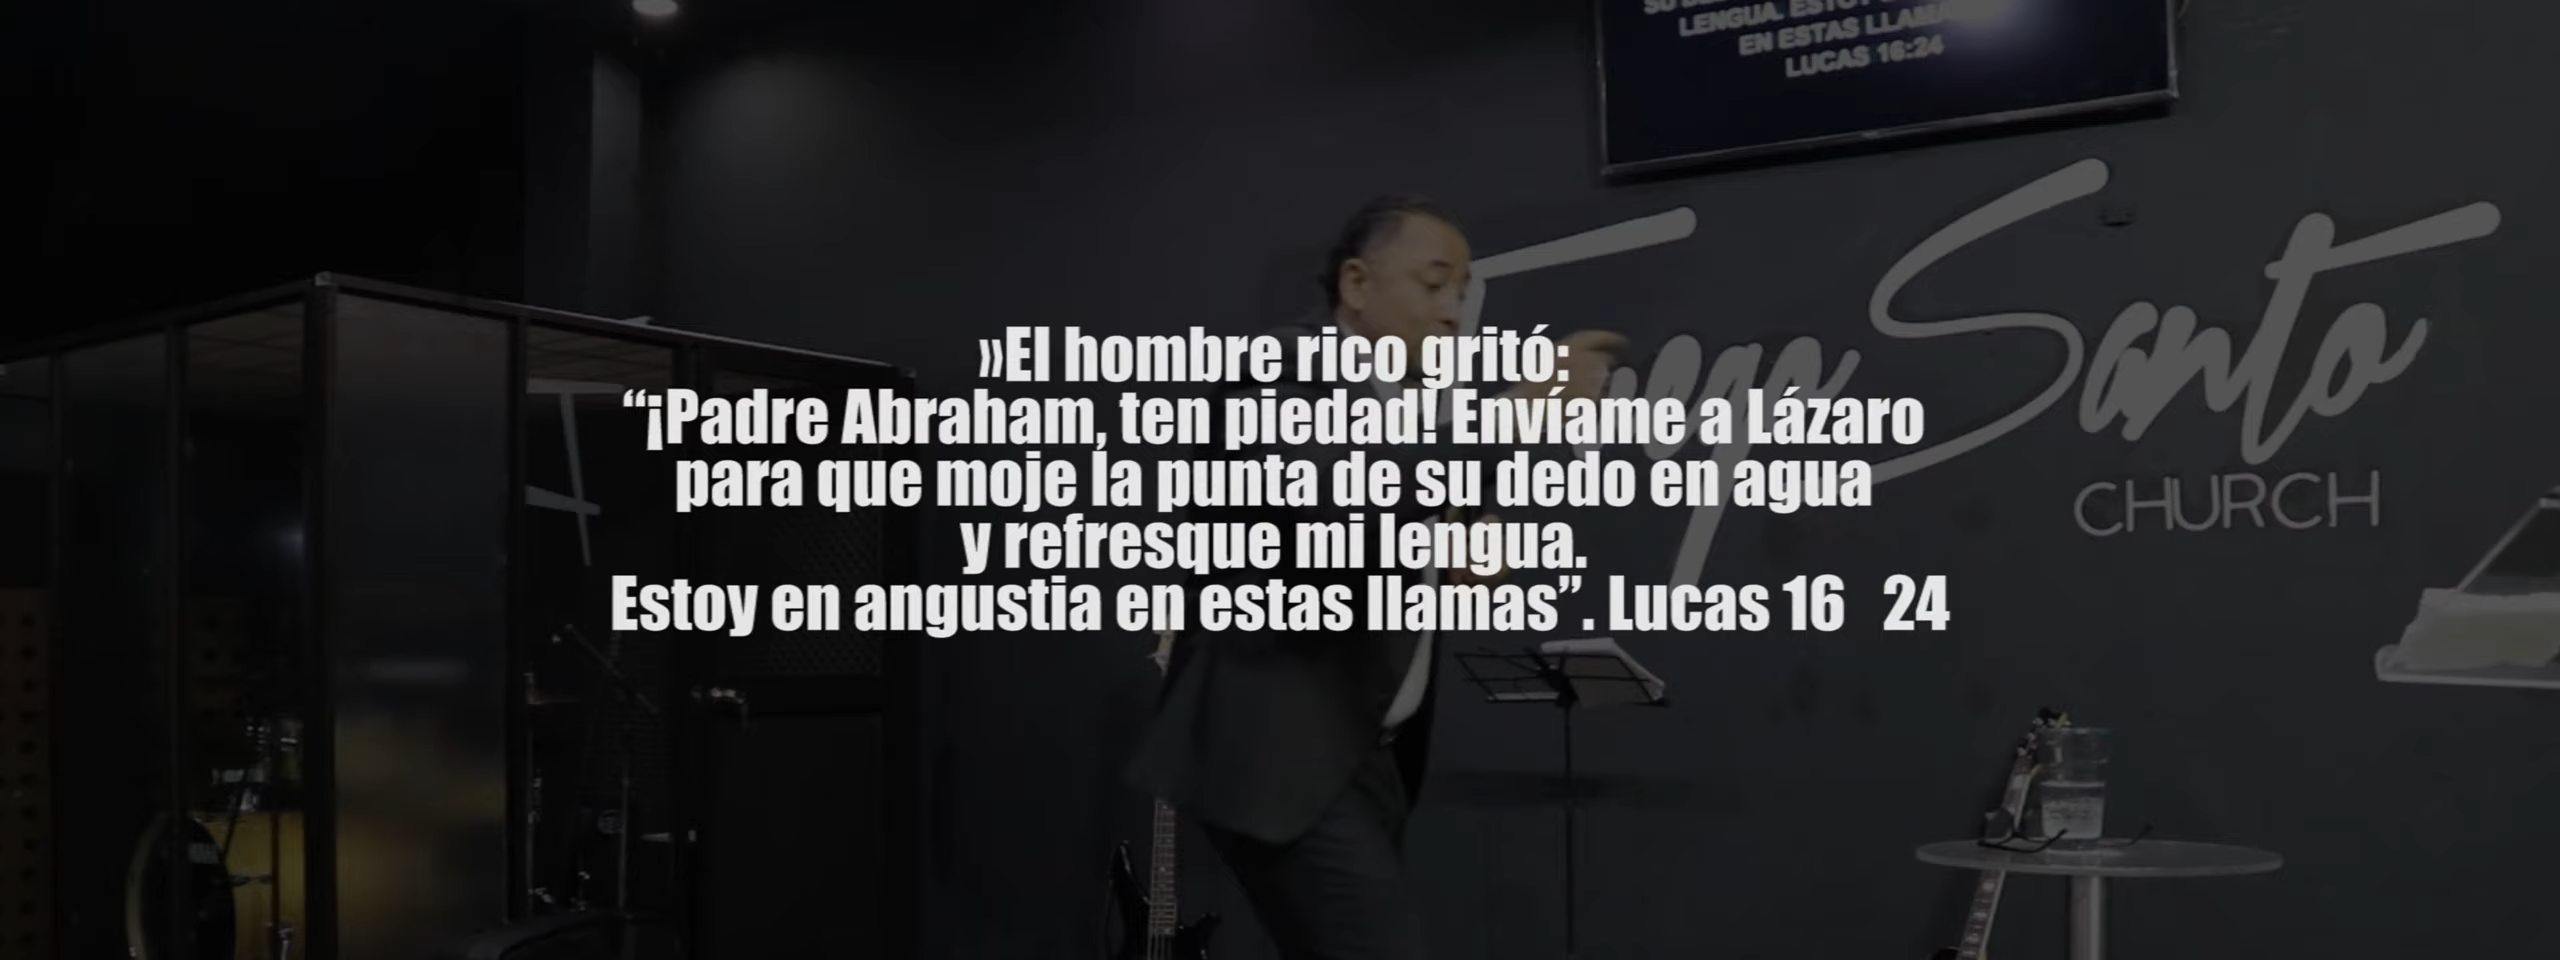 LENGUA. ESTOY
EN ESTAS LLAMA
LUCAS 16:24
»El hombre rico gritó:
“¡Padre Abraham, ten piedad! Envíame a Lázaro
para que moje la punta de su dedo en agua
y refresque mi lengua.
Estoy en angustia en estas llamas”. Lucas 16 24
Fuego Santo
CHURCH